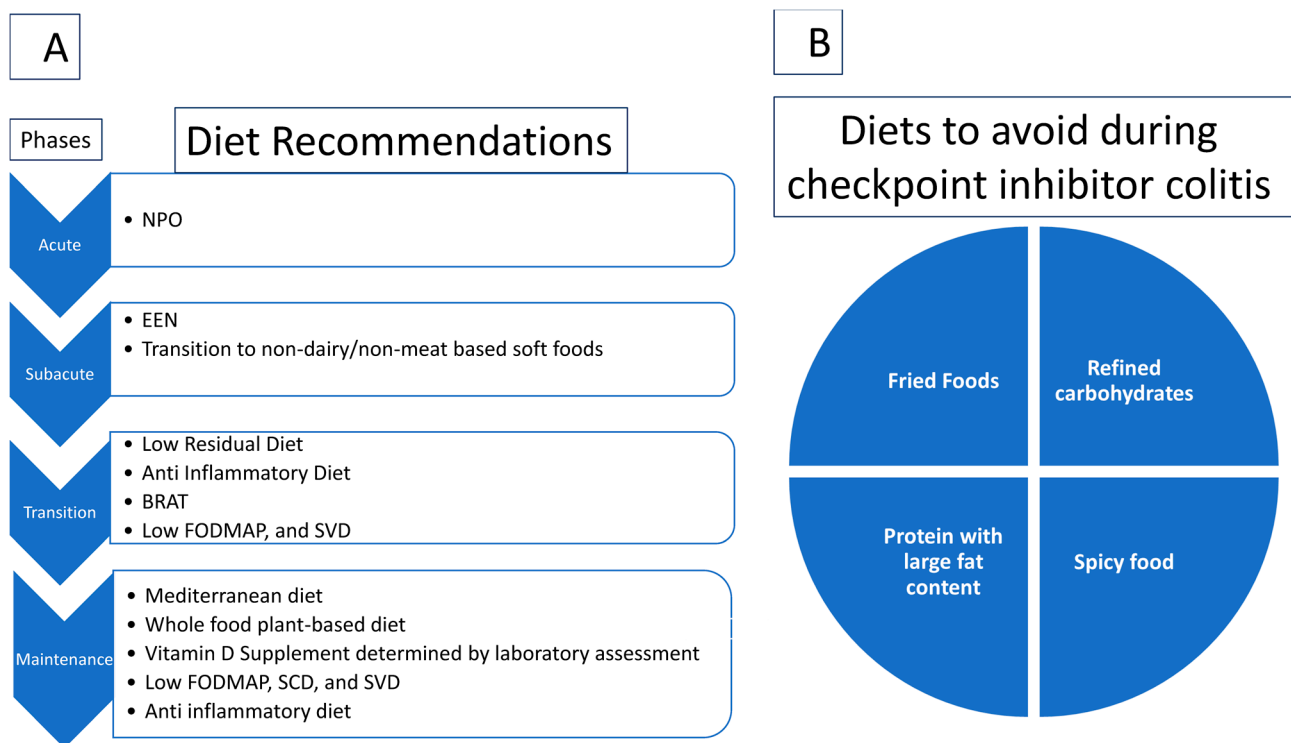 A
Phases
Diet Recommendations
Acute
• NPO
Subacute
• EEN
• Transition to non-dairy/non-meat based soft foods
Transition
• Low Residual Diet
• Anti Inflammatory Diet
• BRAT
• Low FODMAP, and SVD
Maintenance
• Mediterranean diet
• Whole food plant-based diet
• Vitamin D Supplement determined by laboratory assessment
• Low FODMAP, SCD, and SVD
• Anti inflammatory diet
B
Diets to avoid during
checkpoint inhibitor colitis
Fried Foods
Refined
carbohydrates
Protein with
large fat
content
Spicy food